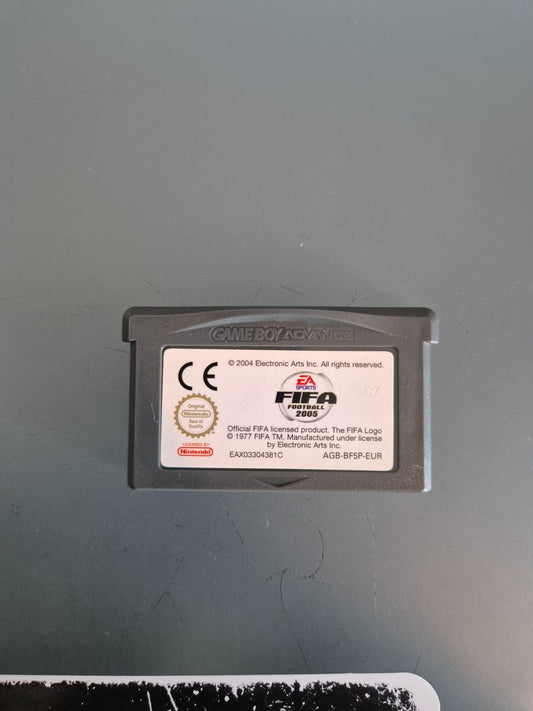 GAME BOY ADVANCE
© 2004 Electronic Arts Inc. All rights reserved.
CE
EA
SPORTS
FIFA
FOOTBALL
2005
07
Original
Nintendo
Seal of
Quality
Official FIFA licensed product. The FIFA Logo
© 1977 FIFA TM. Manufactured under license
by Electronic Arts Inc.
LICENSED BY
Nintendo
EAX03304381C
AGB-BF5P-EUR